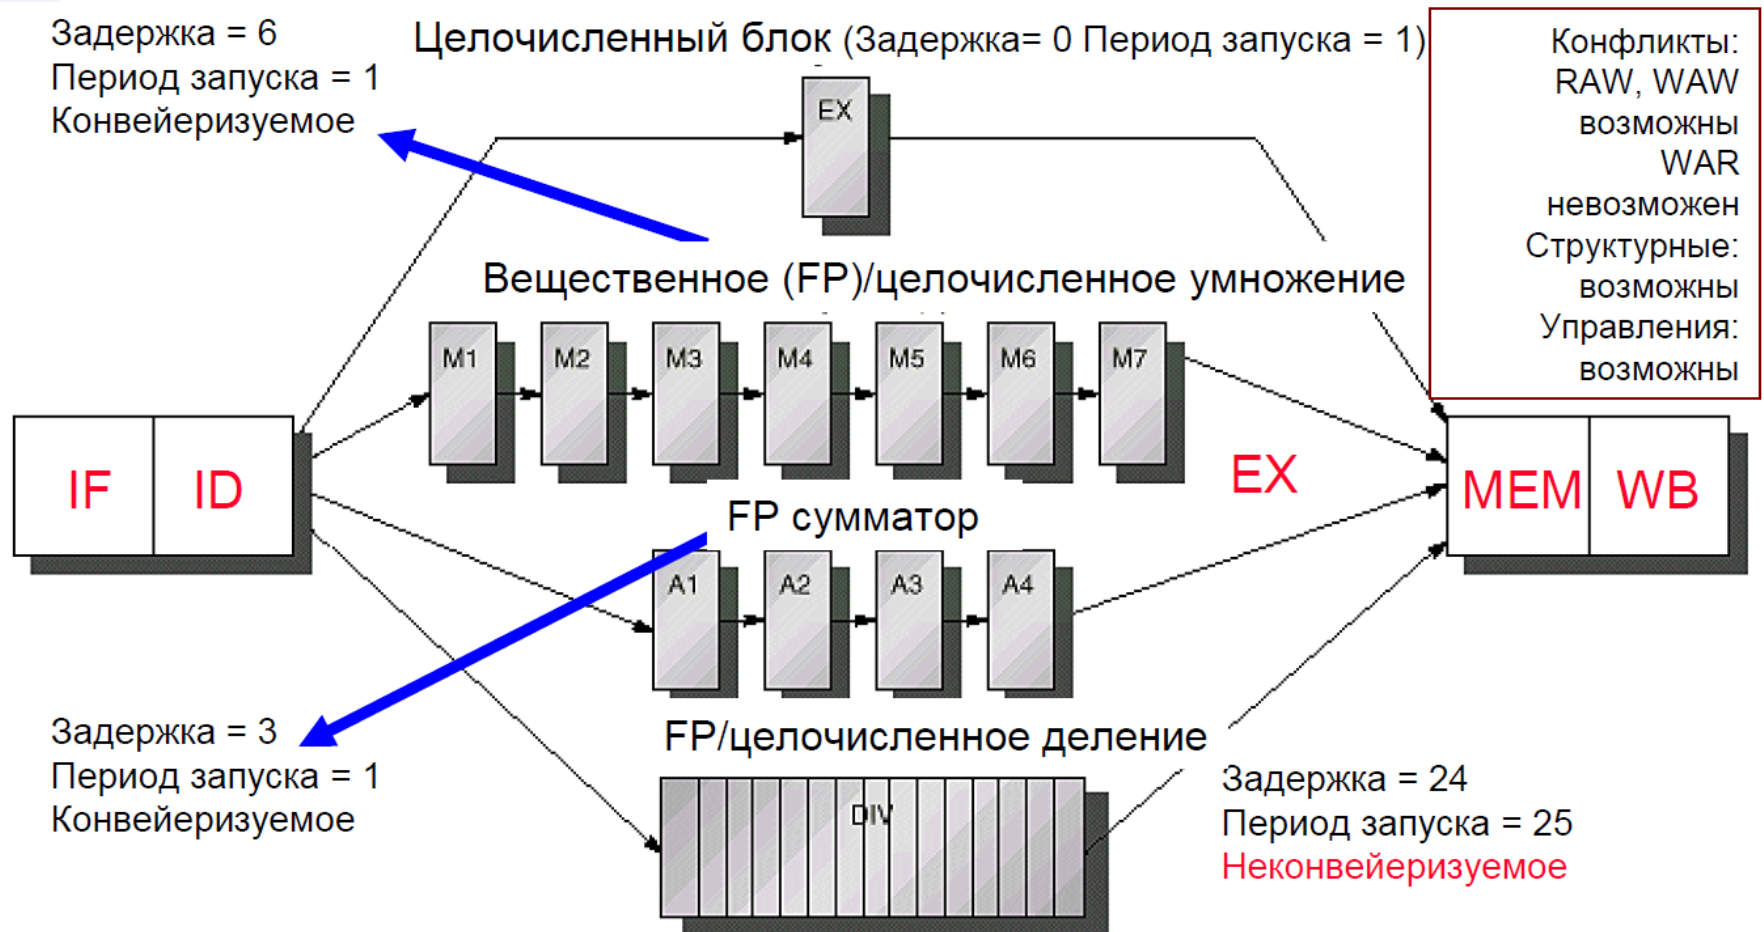 Задержка = 6
Период запуска = 1
Конвейеризуемое
Целочисленный блок (Задержка= 0 Период запуска = 1)
Конфликты:
RAW, WAW
возможны
WAR
невозможен
Структурные:
возможны
Управления:
возможны
EX
Вещественное (FP)/целочисленное умножение
M1 M2 M3 M4 M5 M6 M7
IF ID
EX
MEM WB
FP сумматор
A1 A2 A3 A4
Задержка = 3
Период запуска = 1
Конвейеризуемое
FP/целочисленное деление
DIV
Задержка = 24
Период запуска = 25
Неконвейеризуемое